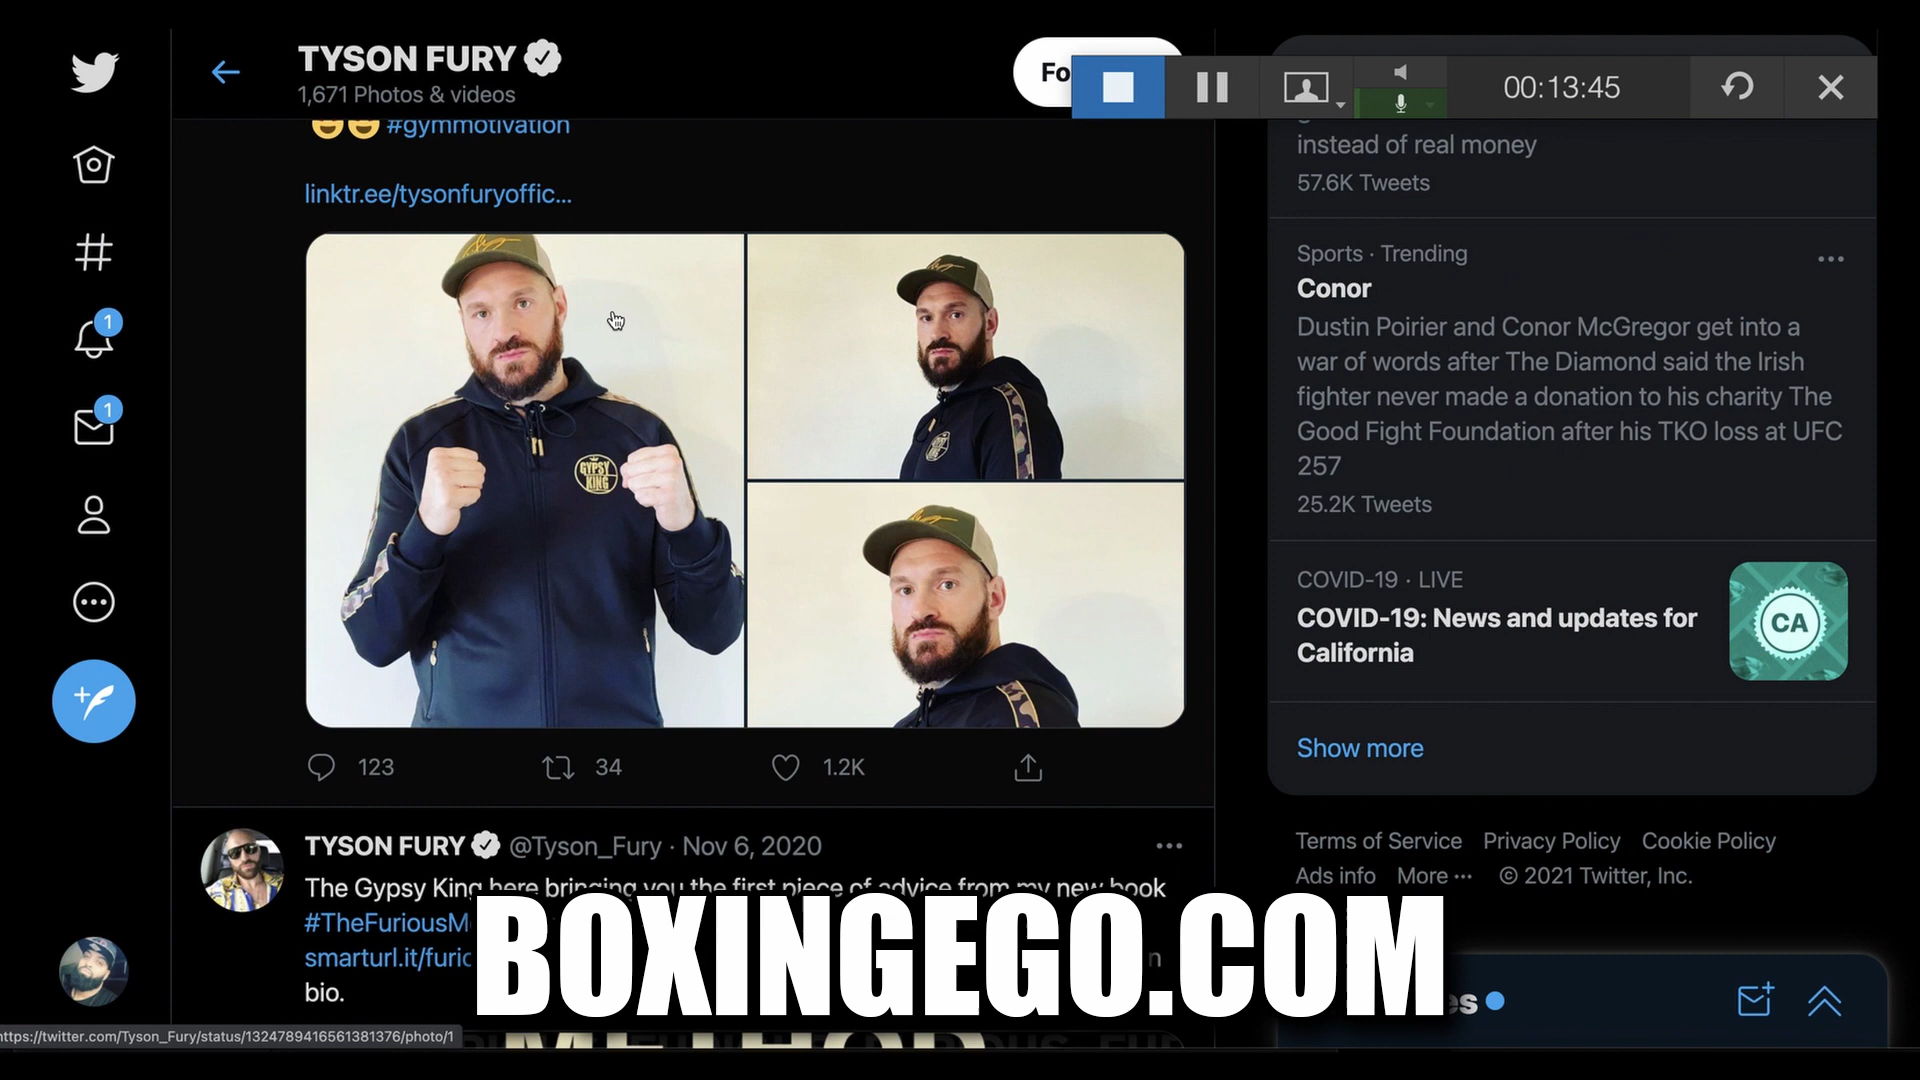 TYSON FURY
1,671 Photos & videos
Fo
00:13:45
#gymmotivation
linktr.ee/tysonfuryoffic...
GYPSY
KING
123
34
1.2K
TYSON FURY @Tyson_Fury · Nov 6, 2020
The Gypsy King here bringing you the first piece of advice from my new book
#TheFuriousM
smarturl.it/furio
bio.
https://twitter.com/Tyson_Fury/status/1324789416561381376/photo/1
BOXINGEGO.COM
instead of real money
57.6K Tweets
Sports · Trending
Conor
Dustin Poirier and Conor McGregor get into a
war of words after The Diamond said the Irish
fighter never made a donation to his charity The
Good Fight Foundation after his TKO loss at UFC
257
25.2K Tweets
COVID-19 · LIVE
COVID-19: News and updates for
California
CA
Show more
Terms of Service Privacy Policy Cookie Policy
Ads info More ··· © 2021 Twitter, Inc.
es
1
1